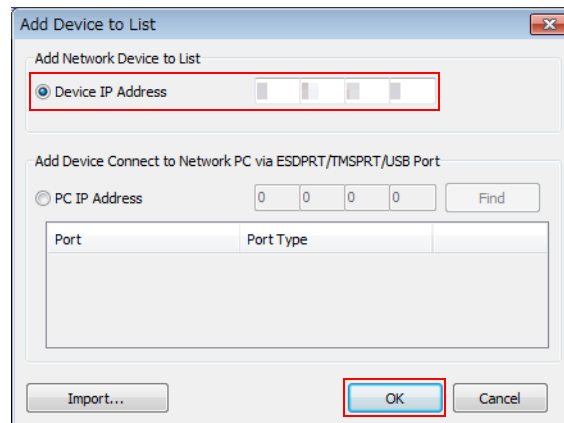 Add Device to List
Add Network Device to List
Device IP Address
Add Device Connect to Network PC via ESDPRT/TMSPRT/USB Port
PC IP Address 0 0 0 0 Find
Port Port Type
Import... OK Cancel